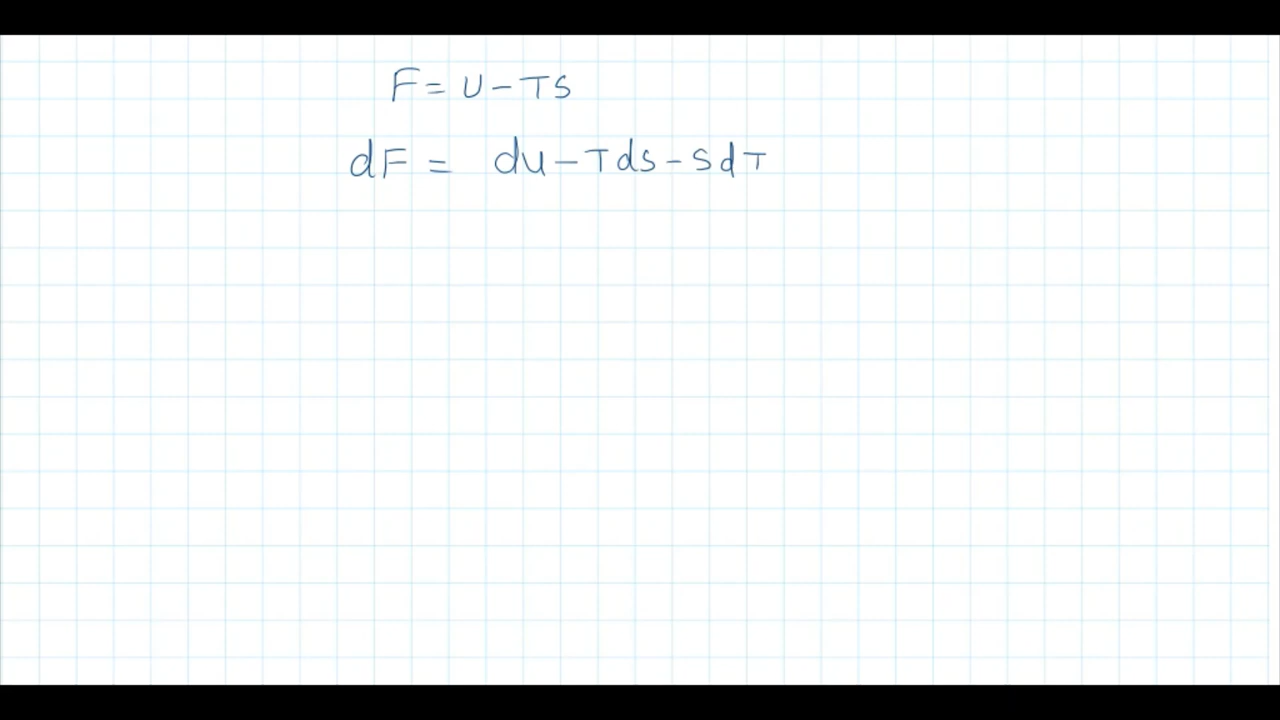 F = U - TS
dF = dU - TdS - SdT